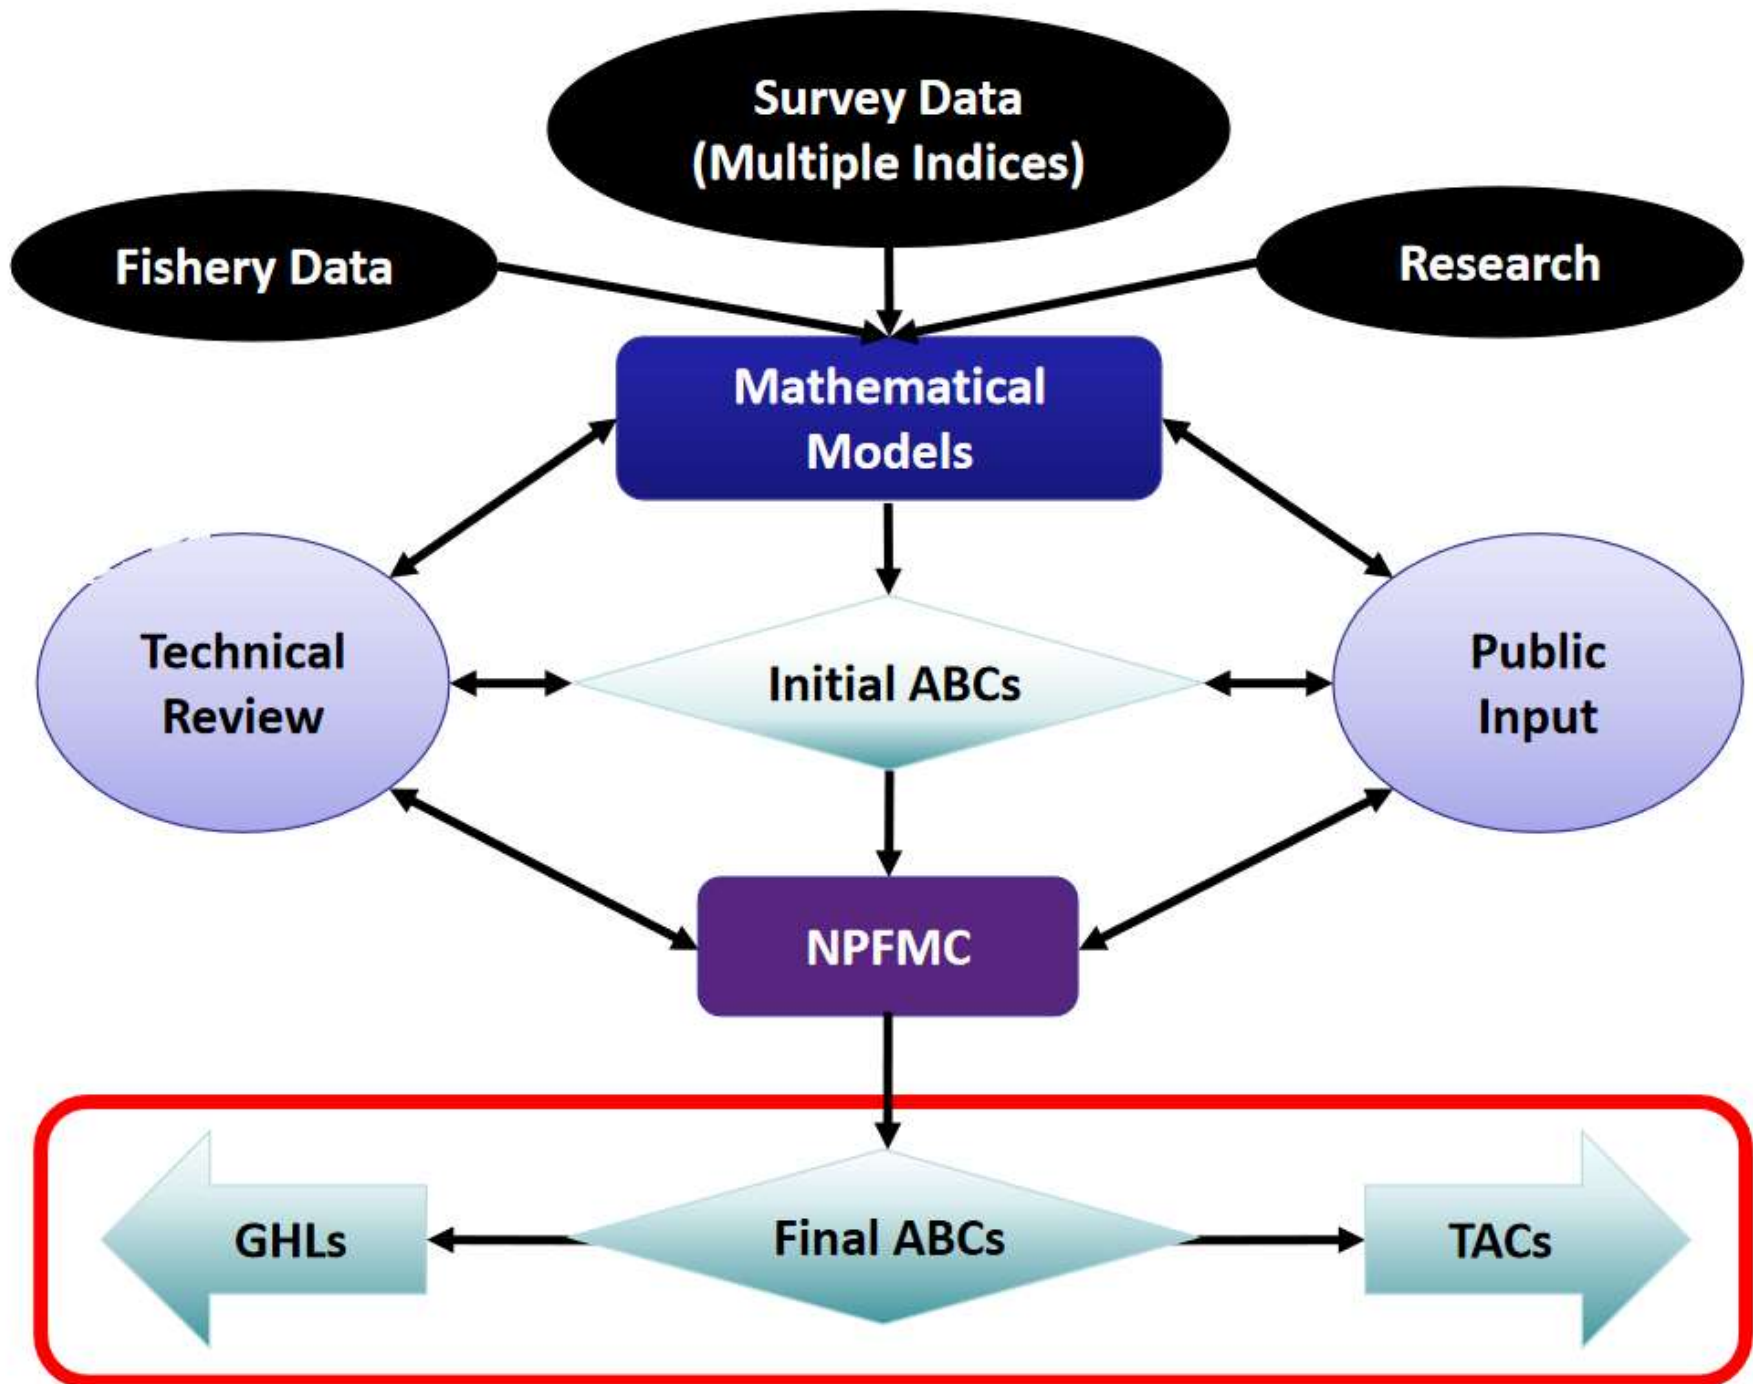 Survey Data
(Multiple Indices)
Fishery Data
Research
Mathematical
Models
Technical
Review
Initial ABCs
Public
Input
NPFMC
GHLs
Final ABCs
TACs